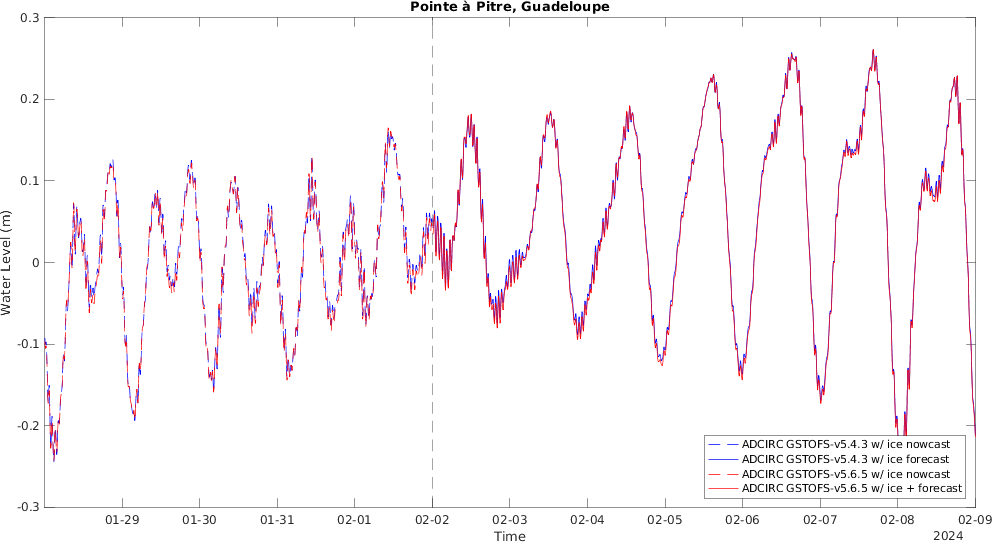 Pointe à Pitre, Guadeloupe
0.3
0.2
0.1
0
-0.1
-0.2
-0.3
Water Level (m)
ADCIRC GSTOFS-v5.4.3 w/ ice nowcast
ADCIRC GSTOFS-v5.4.3 w/ ice forecast
ADCIRC GSTOFS-v5.6.5 w/ ice nowcast
ADCIRC GSTOFS-v5.6.5 w/ ice + forecast
01-29 01-30 01-31 02-01 02-02 02-03 02-04 02-05 02-06 02-07 02-08 02-09
Time
2024